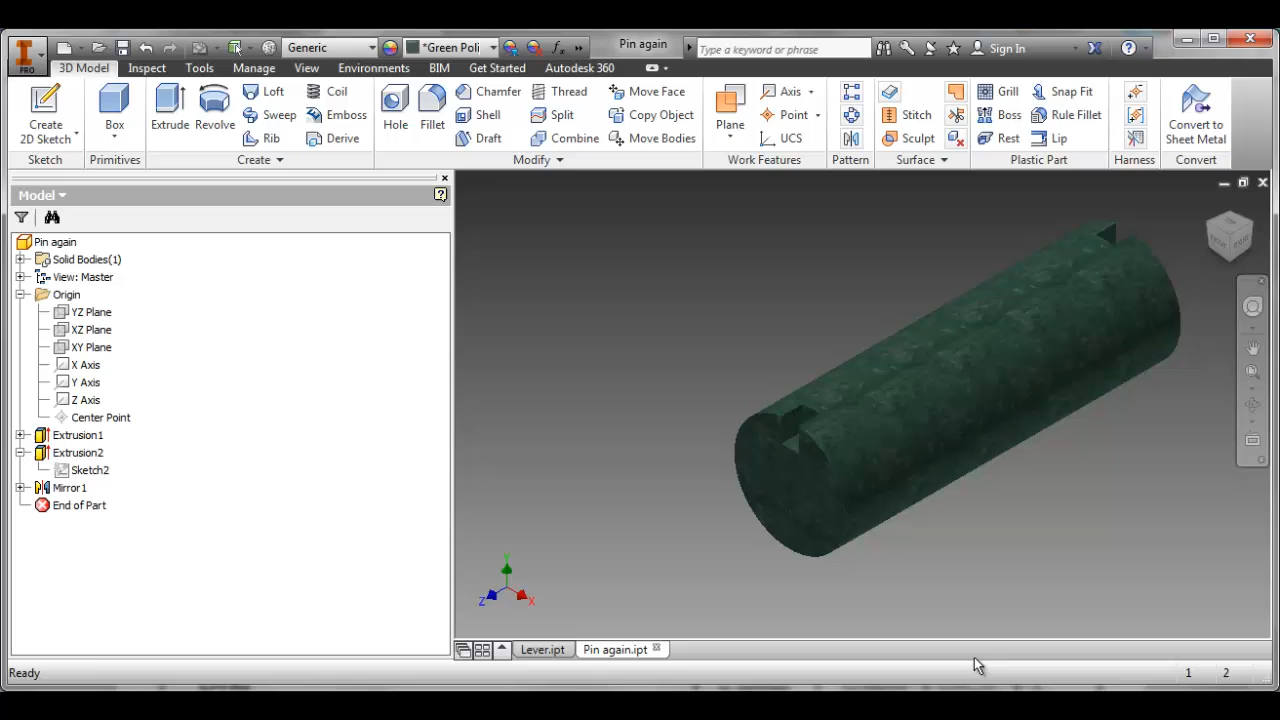 Generic *Green Poli Pin again Type a keyword or phrase Sign In
PRO
3D Model Inspect Tools Manage View Environments BIM Get Started Autodesk 360
Loft Coil Chamfer Thread Move Face Axis Grill Snap Fit
Create Box Extrude Revolve Sweep Emboss Hole Fillet Shell Split Copy Object Plane Point Stitch Boss Rule Fillet Convert to
2D Sketch Rib Derive Draft Combine Move Bodies UCS Sculpt Rest Lip Sheet Metal
Sketch Primitives Create Modify Work Features Pattern Surface Plastic Part Harness Convert
Model
Pin again
Solid Bodies(1)
View: Master
Origin
YZ Plane
XZ Plane
XY Plane
X Axis
Y Axis
Z Axis
Center Point
Extrusion1
Extrusion2
Sketch2
Mirror1
End of Part
Y
Z X
Lever.ipt Pin again.ipt
Ready 1 2